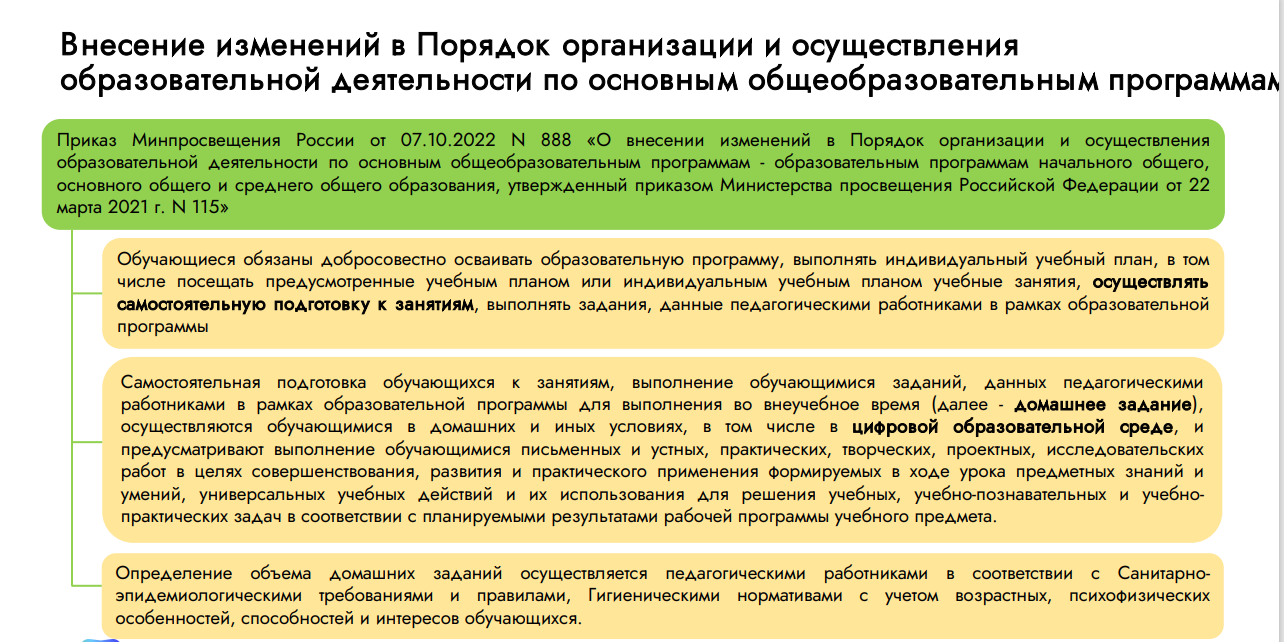 Внесение изменений в Порядок организации и осуществления
образовательной деятельности по основным общеобразовательным программам
Приказ Минпросвещения России от 07.10.2022 N 888 «О внесении изменений в Порядок организации и осуществления
образовательной деятельности по основным общеобразовательным программам - образовательным программам начального общего,
основного общего и среднего общего образования, утвержденный приказом Министерства просвещения Российской Федерации от 22
марта 2021 г. N 115»
Обучающиеся обязаны добросовестно осваивать образовательную программу, выполнять индивидуальный учебный план, в том
числе посещать предусмотренные учебным планом или индивидуальным учебным планом учебные занятия, осуществлять
самостоятельную подготовку к занятиям, выполнять задания, данные педагогическими работниками в рамках образовательной
программы
Самостоятельная подготовка обучающихся к занятиям, выполнение обучающимися заданий, данных педагогическими
работниками в рамках образовательной программы для выполнения во внеучебное время (далее - домашнее задание),
осуществляются обучающимися в домашних и иных условиях, в том числе в цифровой образовательной среде, и
предусматривают выполнение обучающимися письменных и устных, практических, творческих, проектных, исследовательских
работ в целях совершенствования, развития и практического применения формируемых в ходе урока предметных знаний и
умений, универсальных учебных действий и их использования для решения учебных, учебно-познавательных и учебно-
практических задач в соответствии с планируемыми результатами рабочей программы учебного предмета.
Определение объема домашних заданий осуществляется педагогическими работниками в соответствии с Санитарно-
эпидемиологическими требованиями и правилами, Гигиеническими нормативами с учетом возрастных, психофизических
особенностей, способностей и интересов обучающихся.